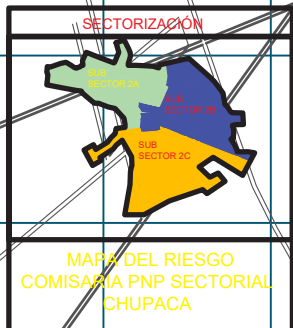 SECTORIZACIÓN
SUB
SECTOR 2A
SUB
SECTOR 2B
SUB
SECTOR 2C
MAPA DEL RIESGO
COMISARIA PNP SECTORIAL
CHUPACA